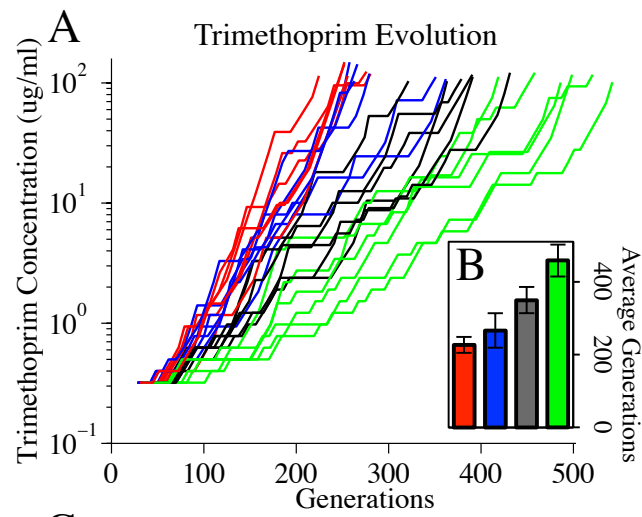 A
Trimethoprim Evolution
Trimethoprim Concentration (ug/ml)
10²
10¹
10⁰
10⁻¹
0 100 200 300 400 500
Generations
B
Average Generations
400
200
0